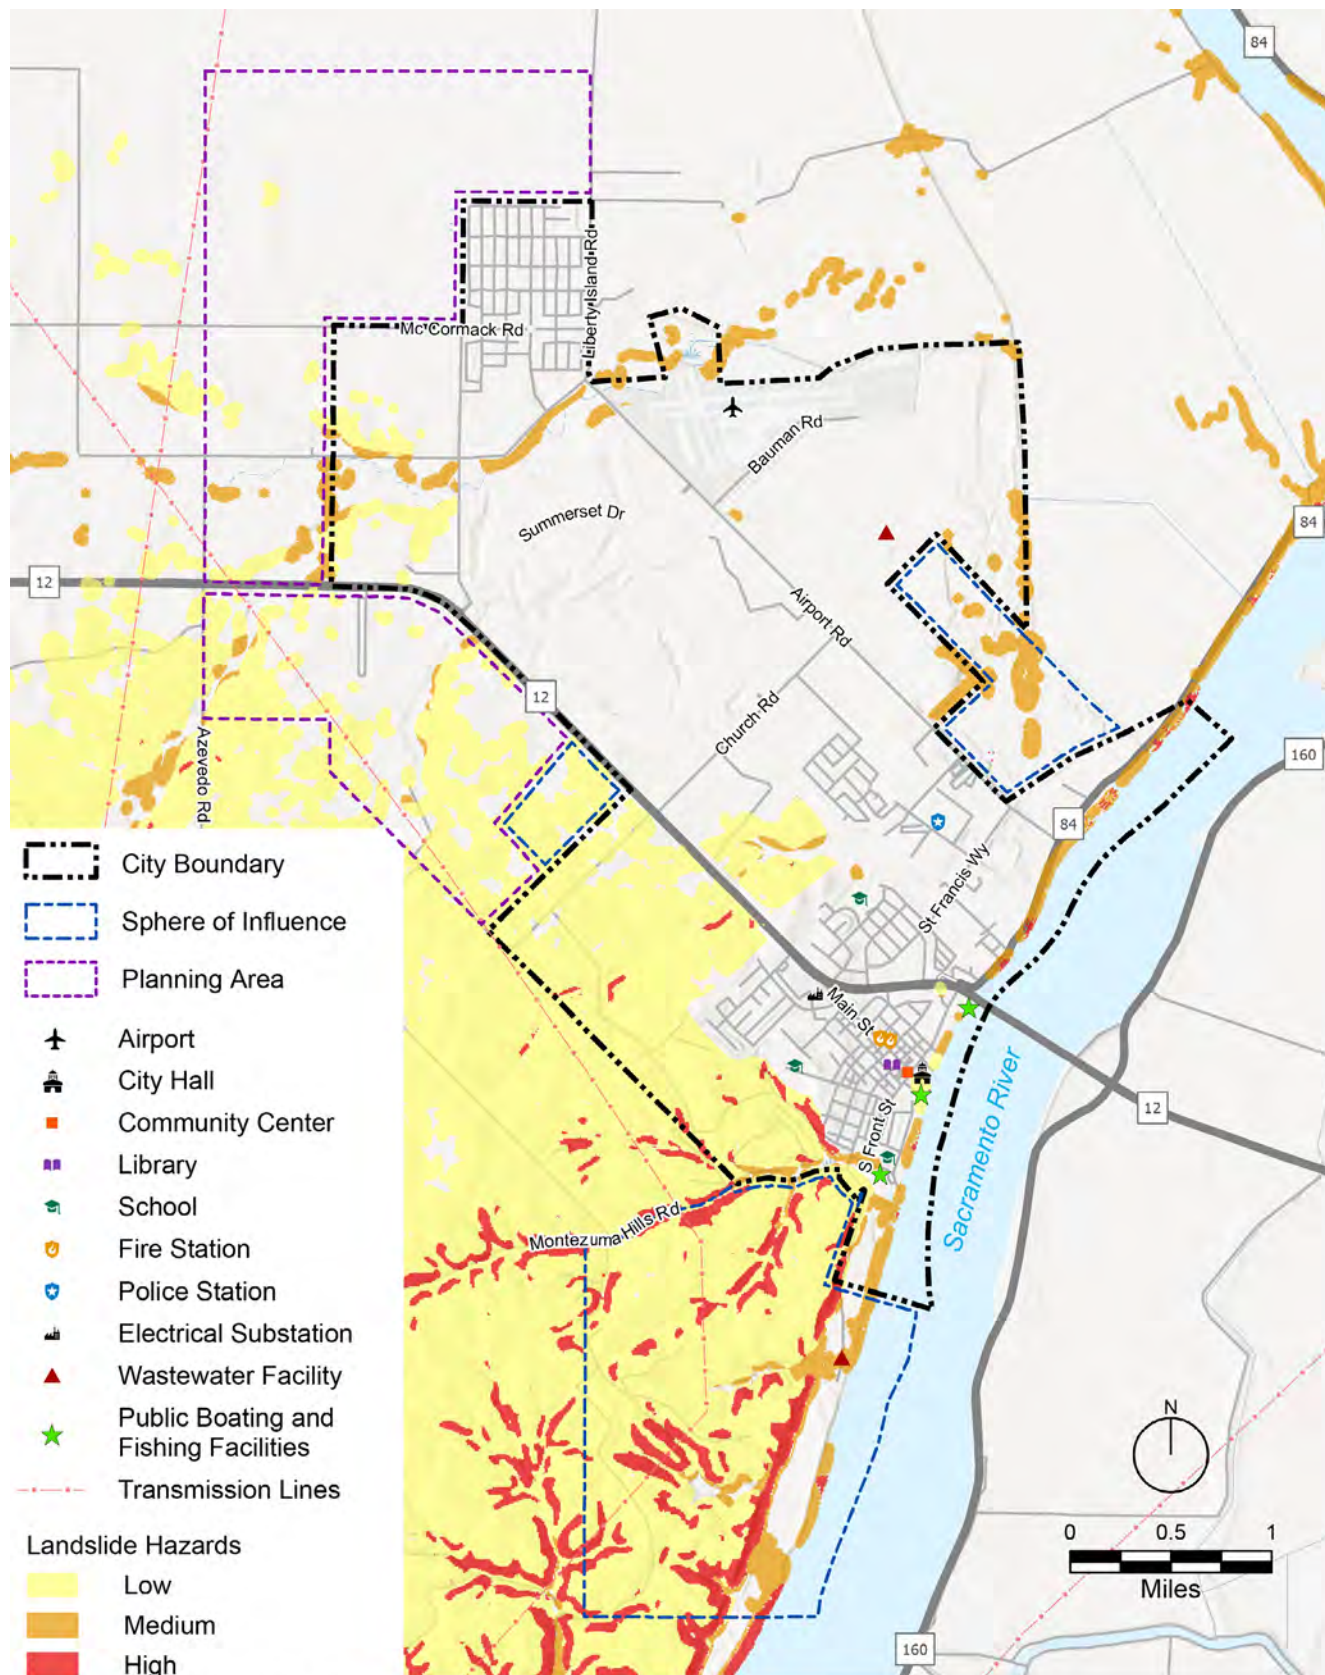 84
Liberty Island Rd
Mc Cormack Rd
Bauman Rd
Summerset Dr
84
12
Airport Rd
12
Church Rd
Azevedo Rd
160
84
St Francis Wy
Main St
Sacramento River
12
S Front St
Montezuma Hills Rd
City Boundary
Sphere of Influence
Planning Area
Airport
City Hall
Community Center
Library
School
Fire Station
Police Station
Electrical Substation
Wastewater Facility
Public Boating and
Fishing Facilities
Transmission Lines
Landslide Hazards
Low
Medium
High
N
0 0.5 1
Miles
160